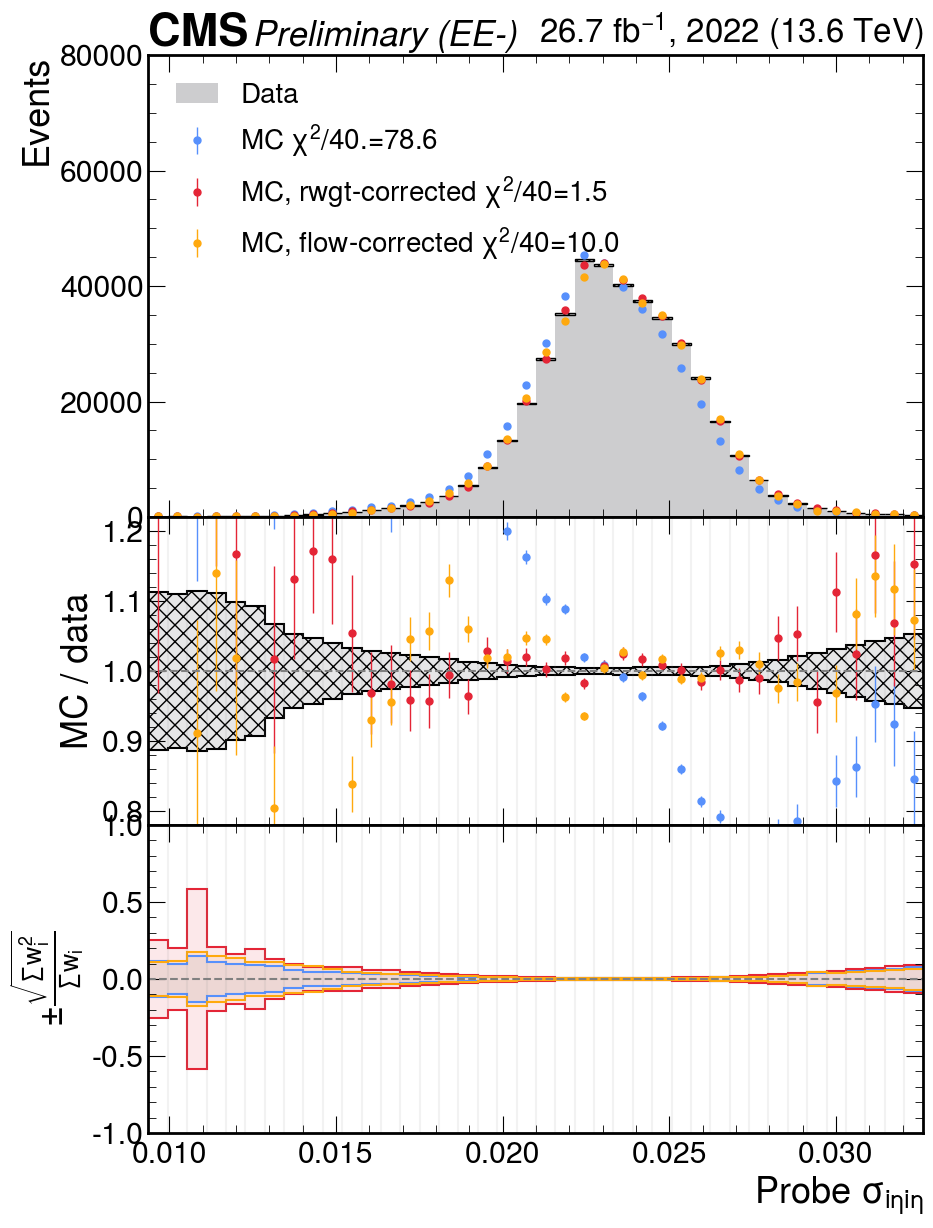 CMS Preliminary (EE-) 26.7 fb⁻¹, 2022 (13.6 TeV)
Events
80000
60000
40000
20000
0
Data
MC χ²/40.=78.6
MC, rwgt-corrected χ²/40=1.5
MC, flow-corrected χ²/40=10.0
MC / data
1.2
1.1
1.0
0.9
0.8
±√Σwᵢ² / Σwᵢ
1.0
0.5
0.0
-0.5
-1.0
0.010 0.015 0.020 0.025 0.030
Probe σiηiη